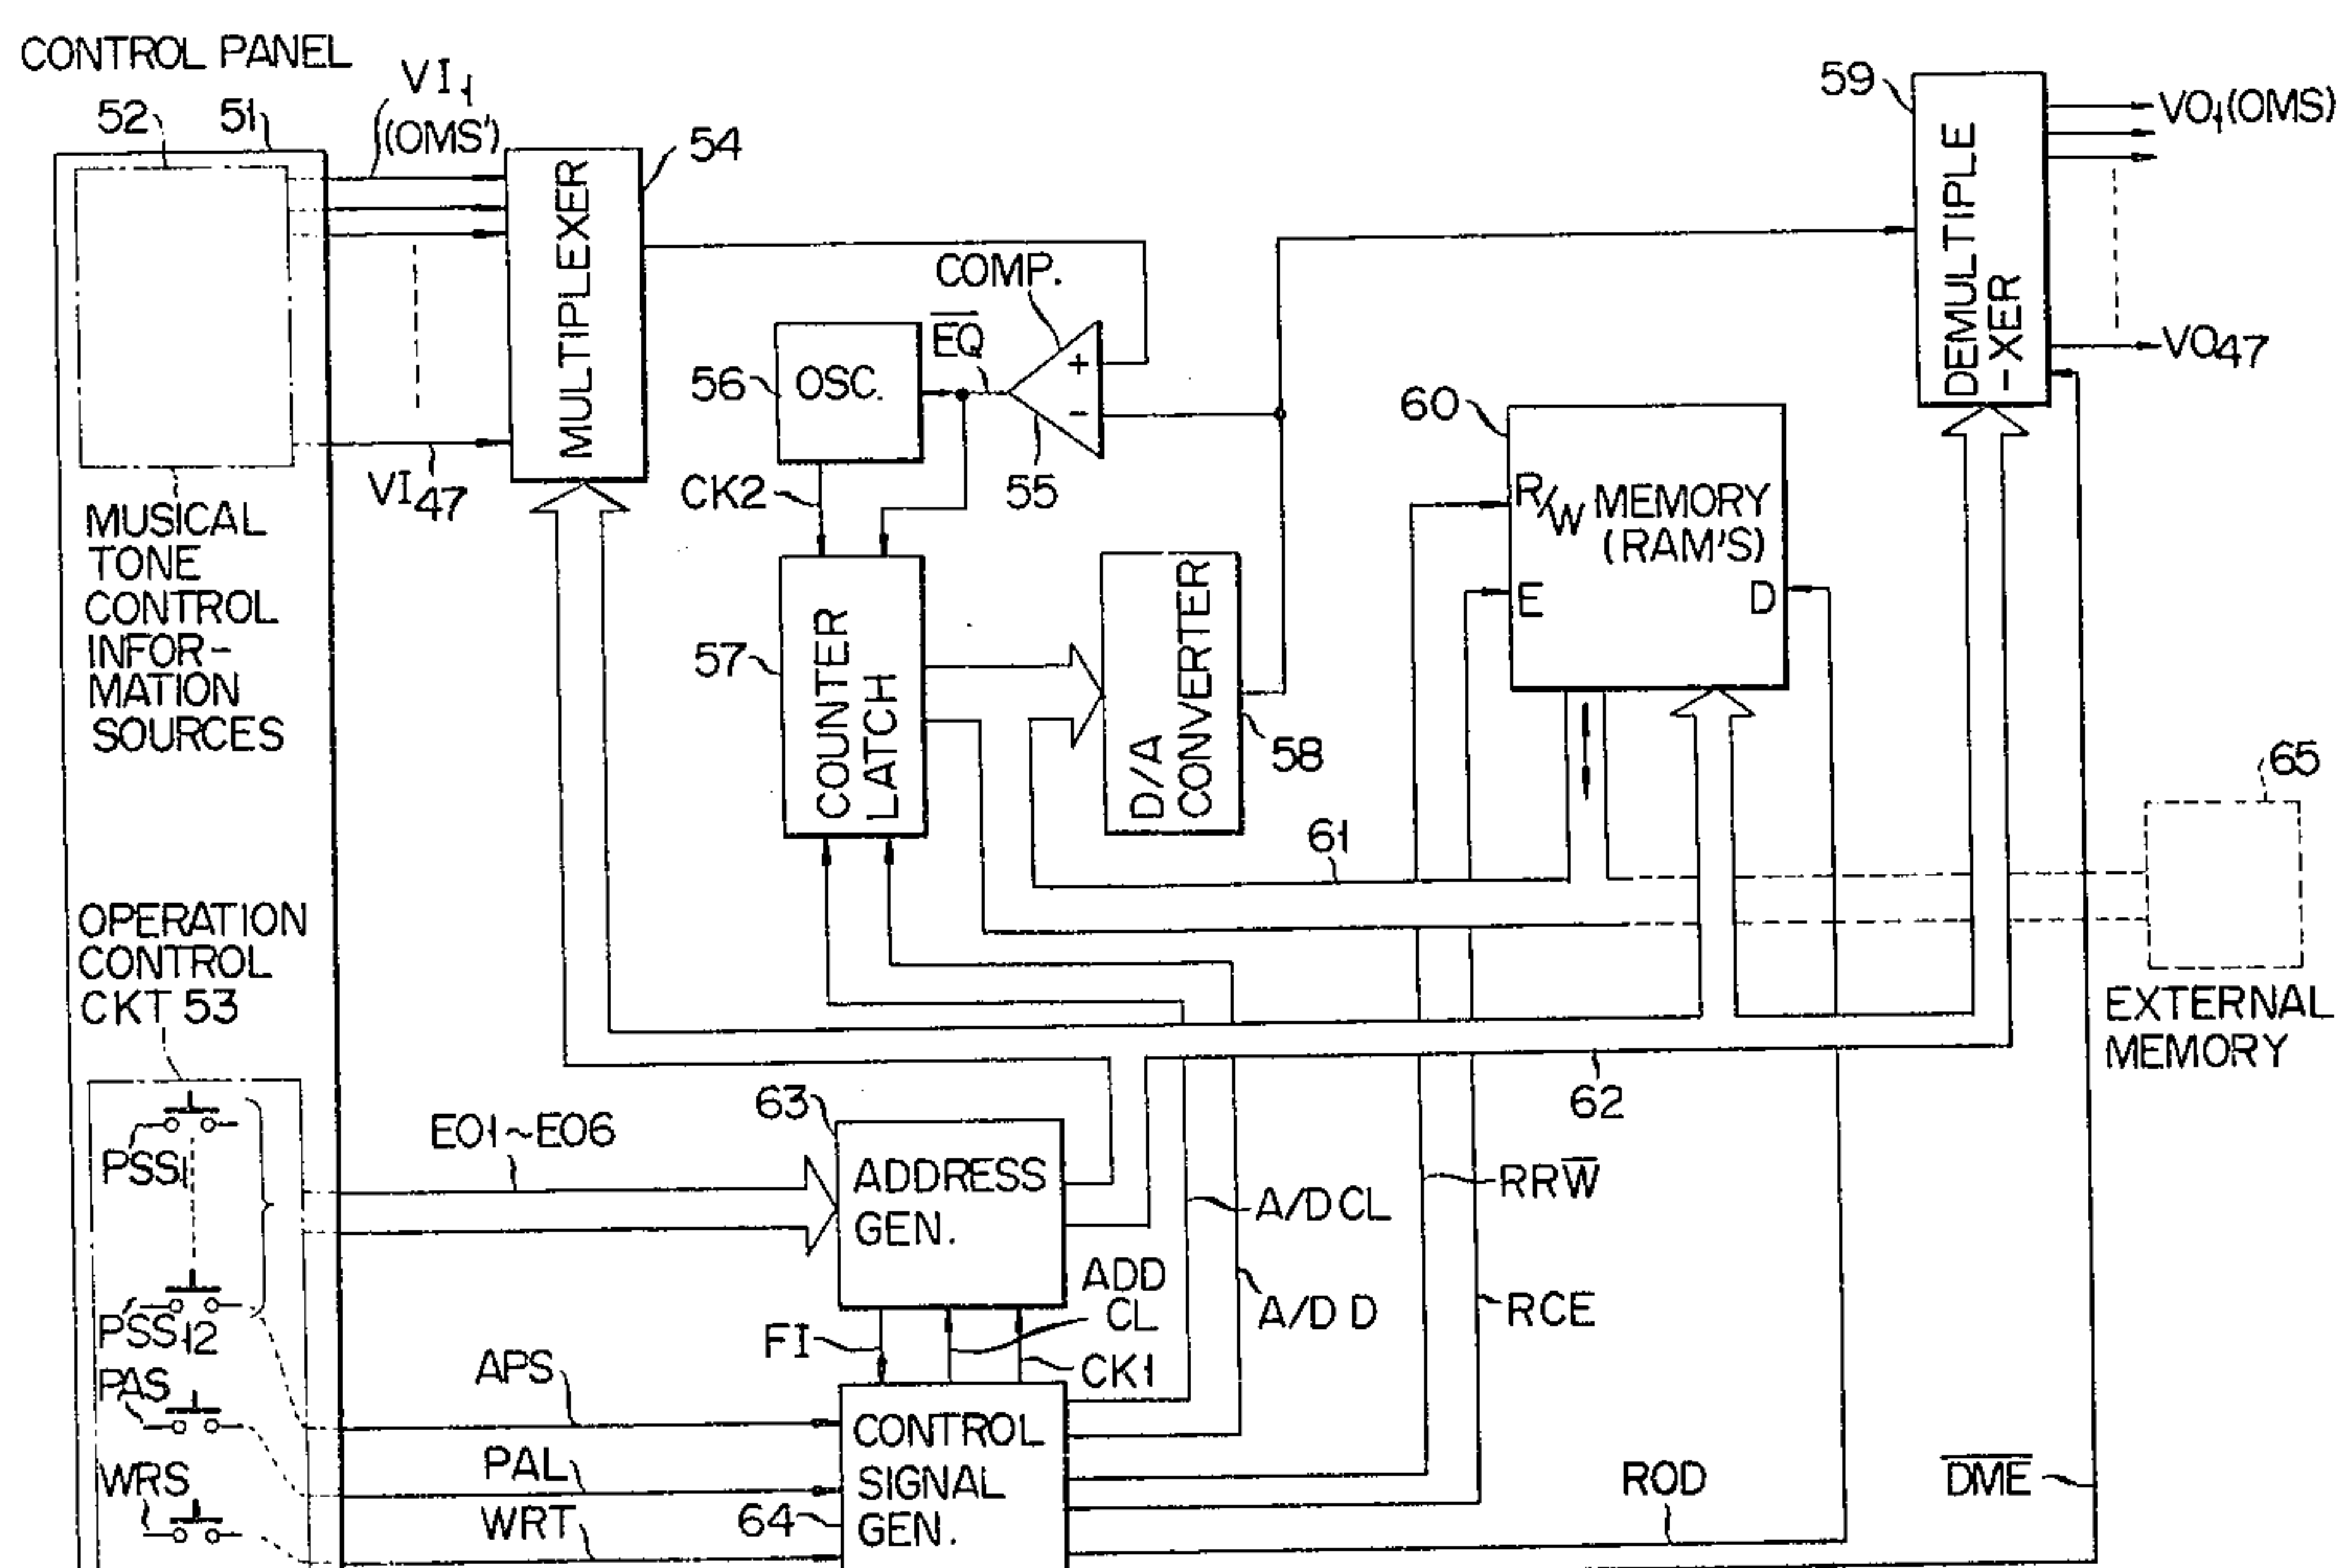 CONTROL PANEL
52
51
VI1
(OMS')
54
59
VO1(OMS)
MULTIPLEXER
DEMULTIPLE
-XER
COMP.
EQ
+
-
56
OSC.
VO47
60
VI47
CK2
55
R/W
MEMORY
(RAM'S)
E
D
MUSICAL
TONE
CONTROL
INFOR-
MATION
SOURCES
57
COUNTER
LATCH
D/A
CONVERTER
58
65
61
OPERATION
CONTROL
CKT 53
EXTERNAL
MEMORY
62
63
EO1~EO6
PSS1
ADDRESS
GEN.
RRW
A/DCL
ADD
CL
A/D D
RCE
PSS12
FI
CK1
PAS
APS
CONTROL
SIGNAL
GEN.
PAL
WRS
WRT
64
ROD
DME